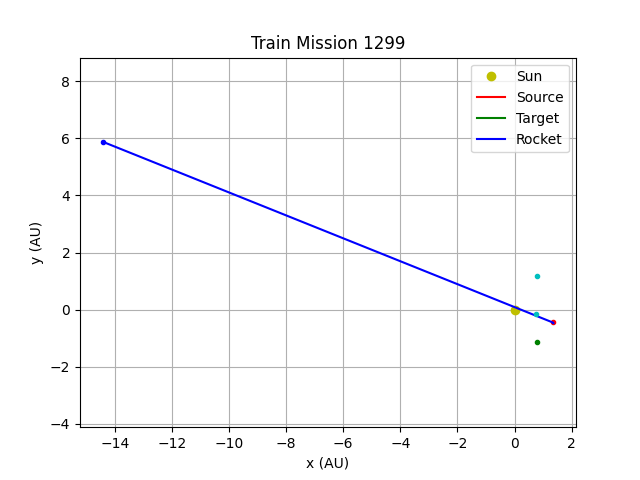 Train Mission 1299
Sun
Source
Target
Rocket
8
6
4
2
0
−2
−4
y (AU)
−14 −12 −10 −8 −6 −4 −2 0 2
x (AU)